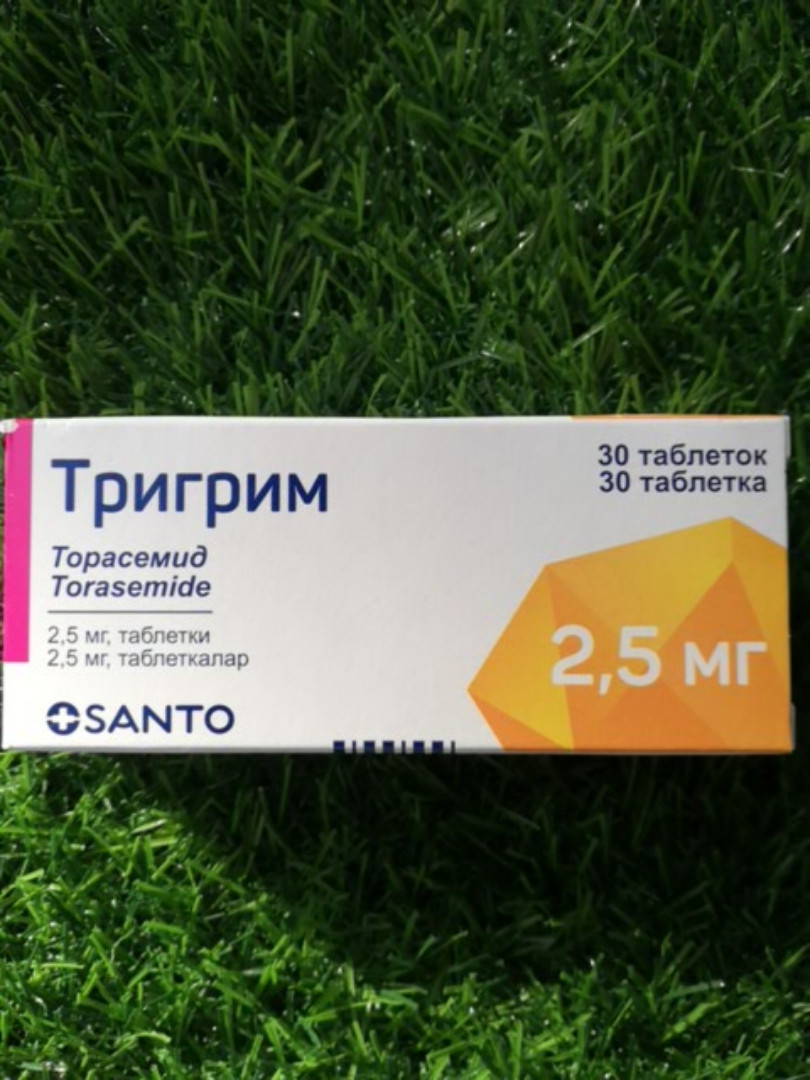 Тригрим
30 таблеток
30 таблетка
Торасемид
Torasemide
2,5 мг, таблетки
2,5 мг, таблеткалар
2,5 мг
SANTO